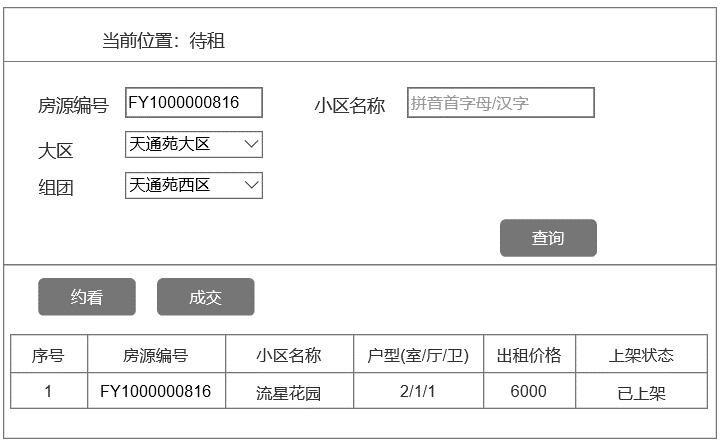 当前位置：待租
房源编号 FY1000000816 小区名称 拼音首字母/汉字
大区 天通苑大区
组团 天通苑西区
查询
约看 成交
序号 房源编号 小区名称 户型(室/厅/卫) 出租价格 上架状态
1 FY1000000816 流星花园 2/1/1 6000 已上架